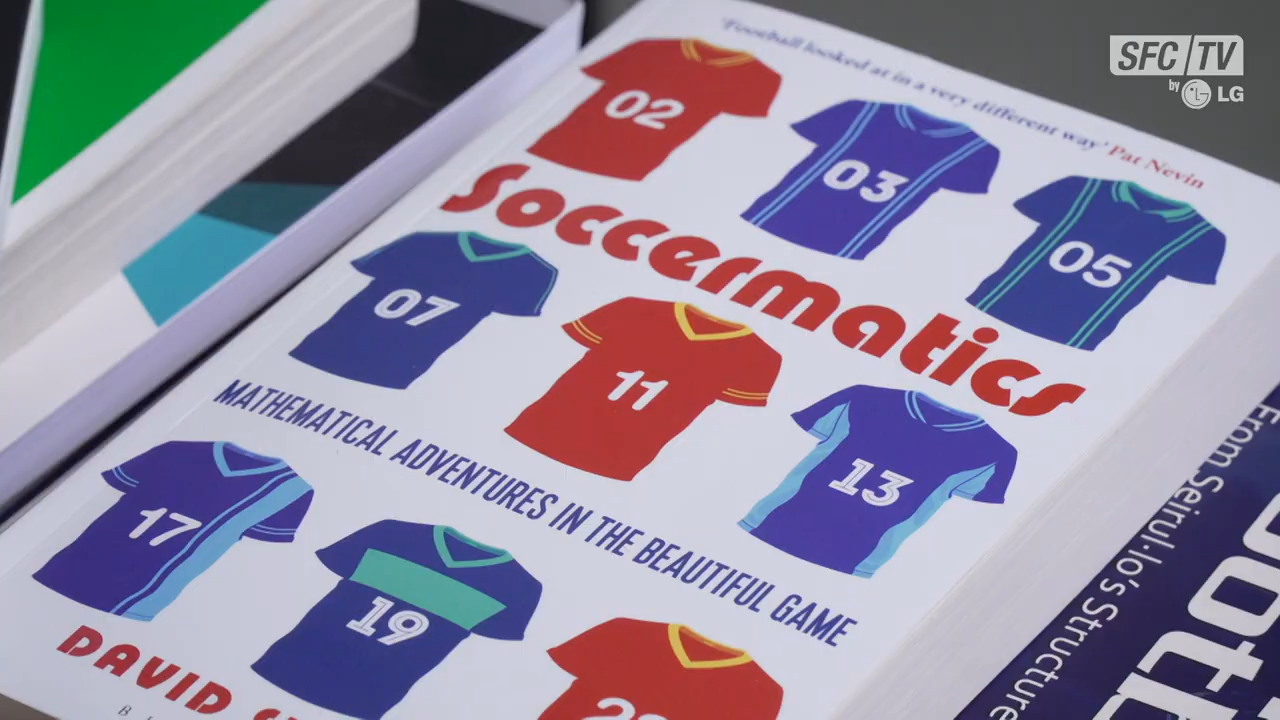 SFC TV
by LG
'Football looked at in a very different way' Pat Nevin
02
03
05
Soccermatics
07
11
13
MATHEMATICAL ADVENTURES IN THE BEAUTIFUL GAME
17
19
DAVID
From Seirul·lo's Structure